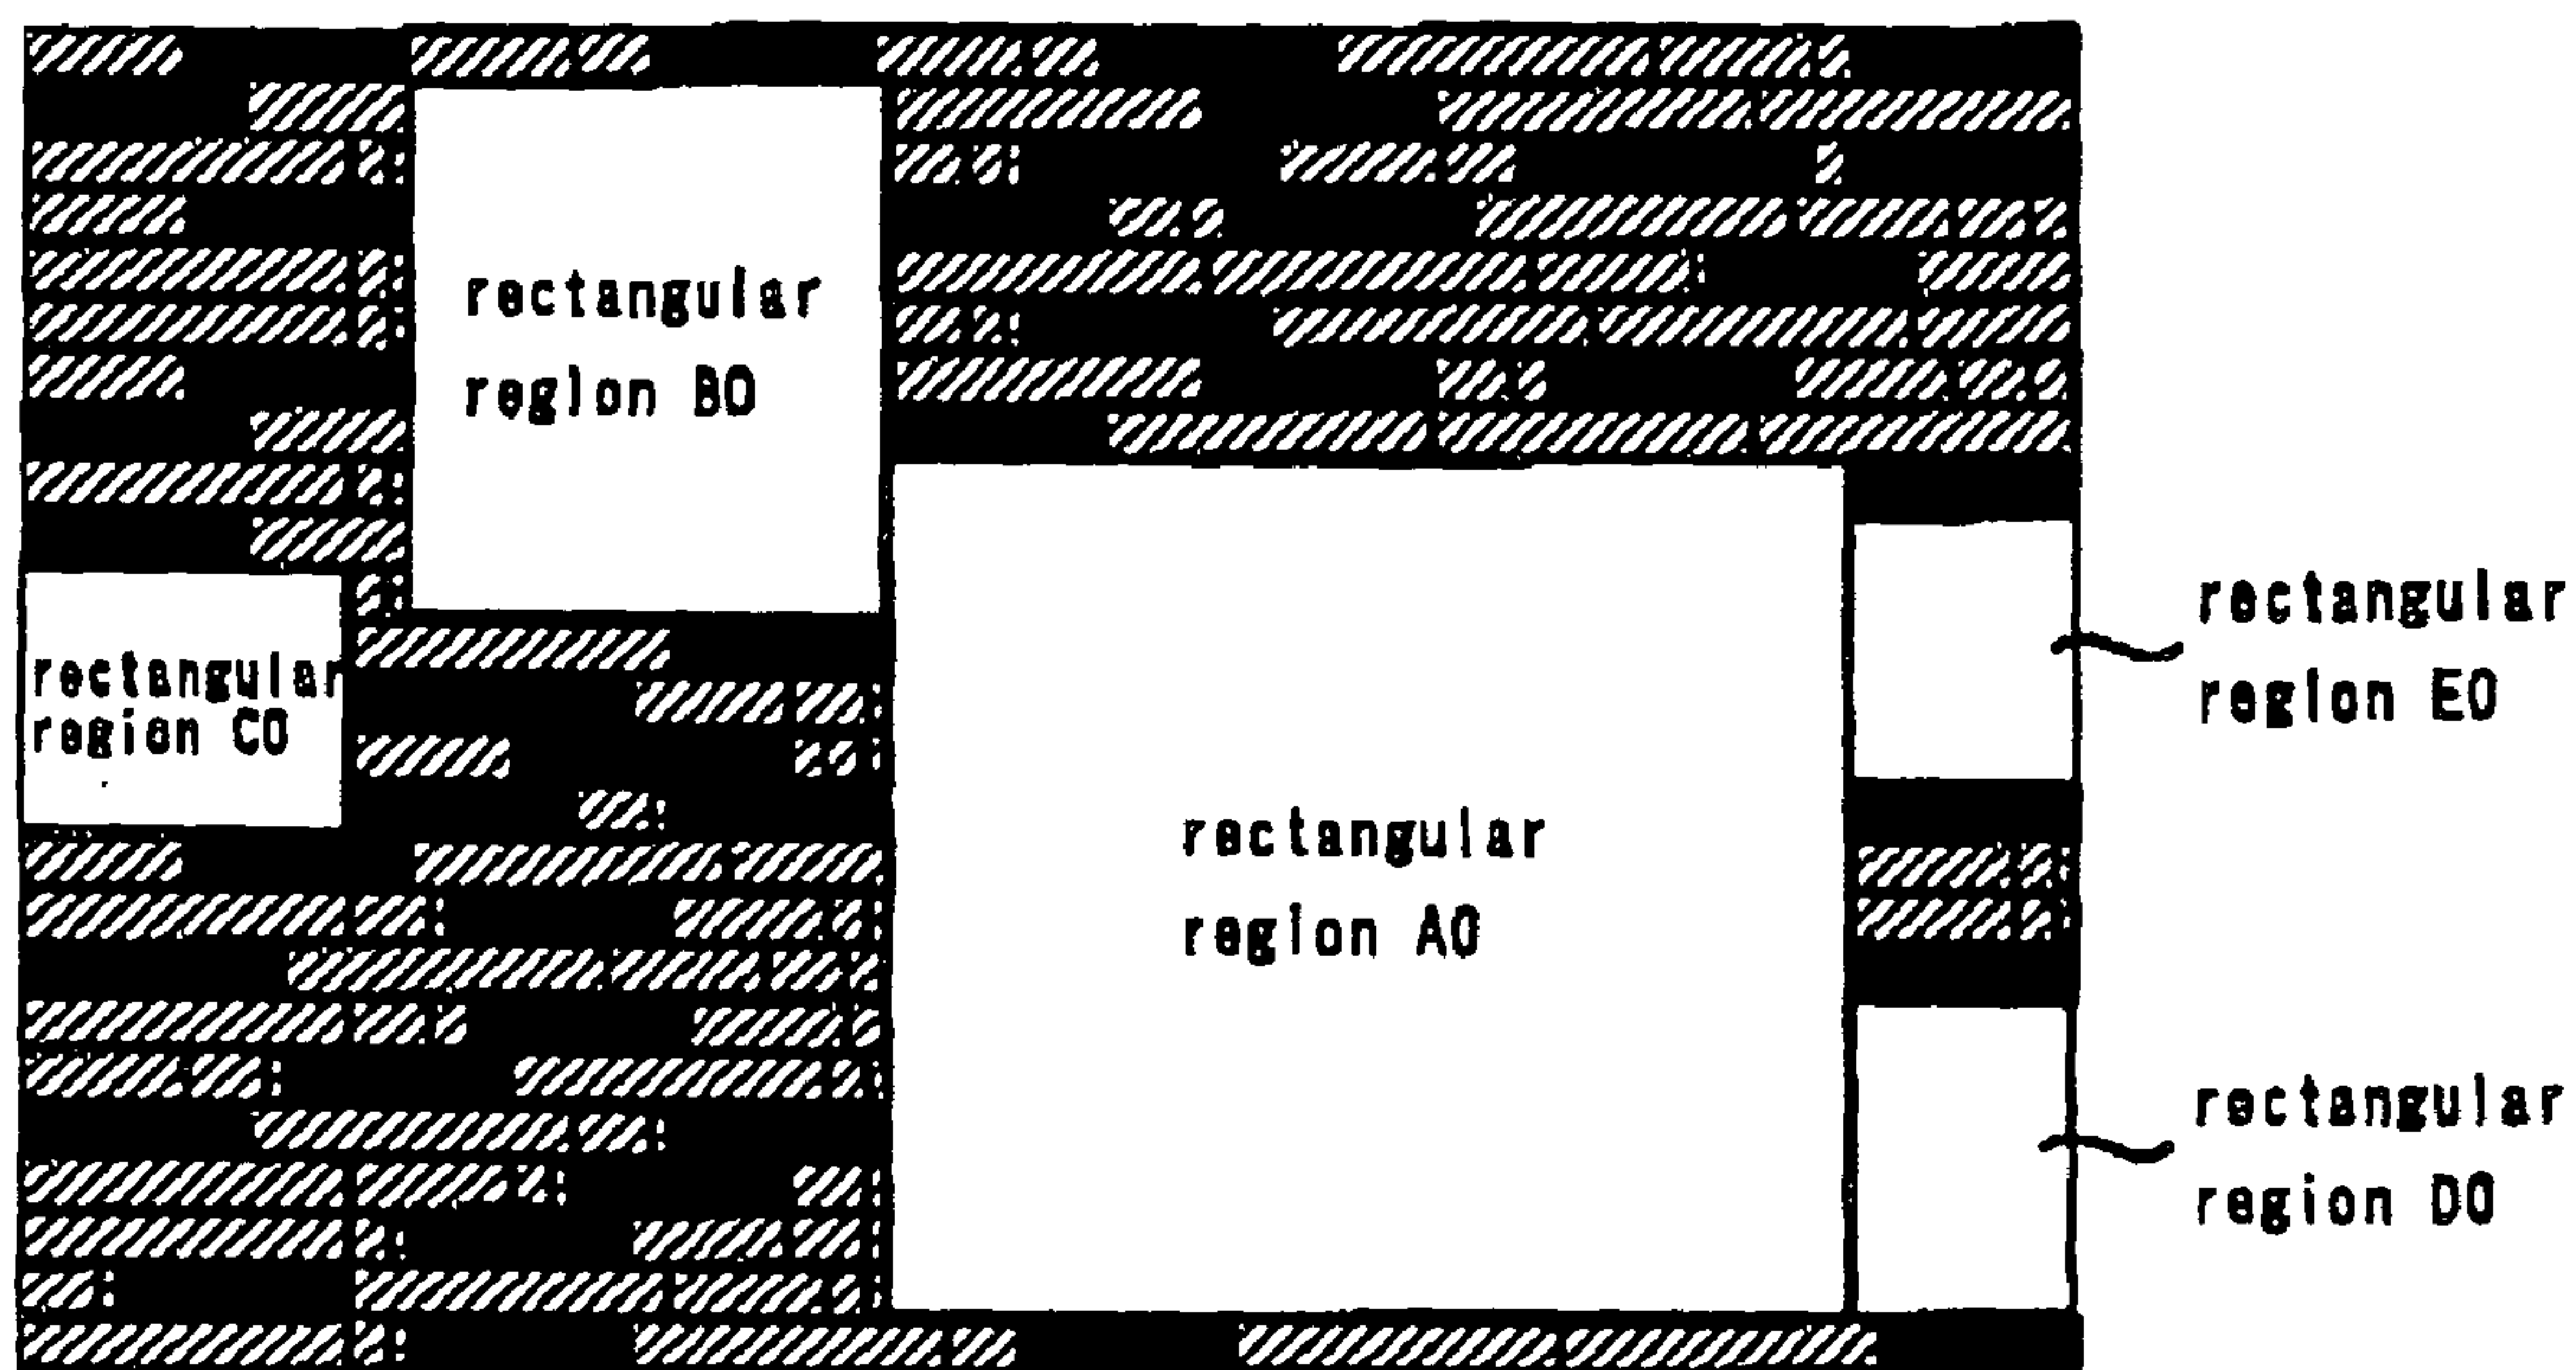 rectangular
region B0
rectangular
region C0
rectangular
region A0
rectangular
region E0
rectangular
region D0